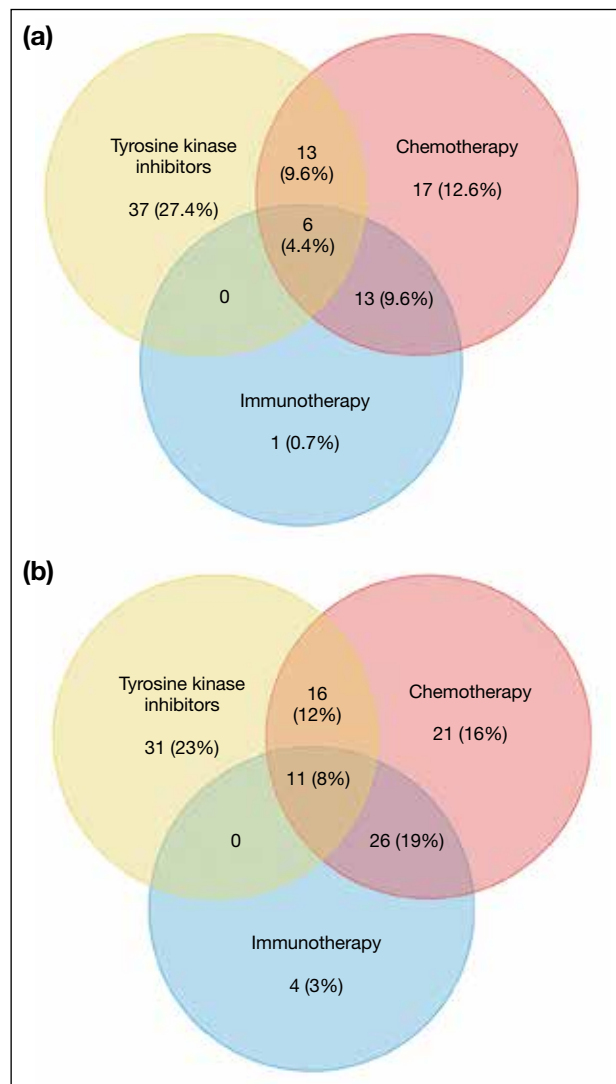 (a)
Tyrosine kinase
inhibitors
37 (27.4%)
13
(9.6%)
Chemotherapy
17 (12.6%)
6
(4.4%)
0
13 (9.6%)
Immunotherapy
1 (0.7%)
(b)
Tyrosine kinase
inhibitors
31 (23%)
16
(12%)
Chemotherapy
21 (16%)
11 (8%)
0
26 (19%)
Immunotherapy
4 (3%)